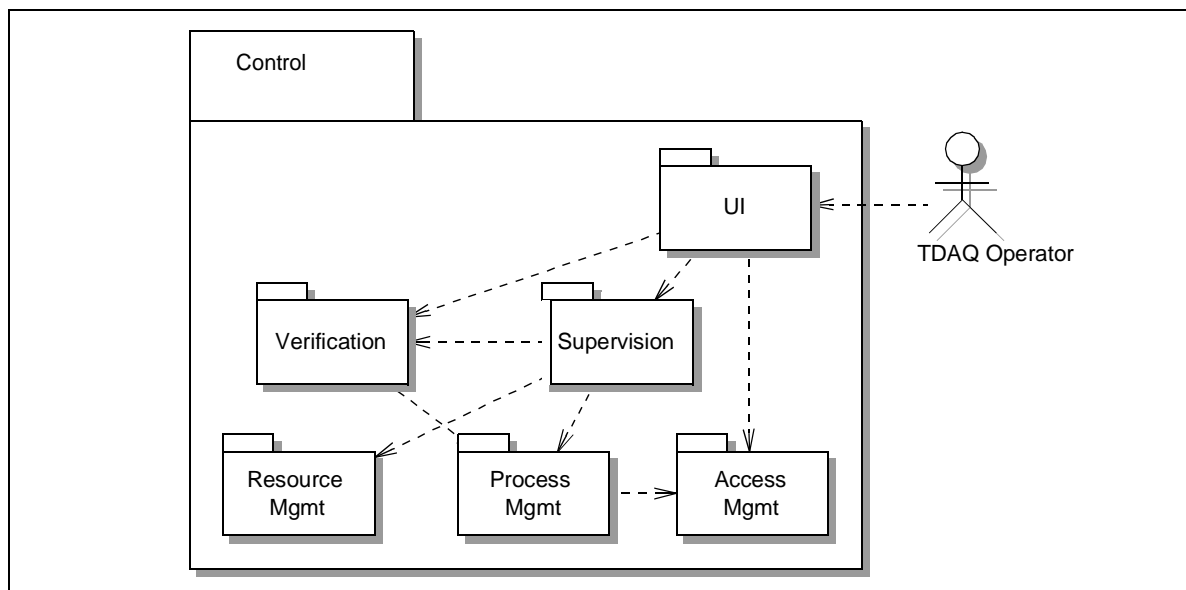 Control
UI
TDAQ Operator
Verification
Supervision
Resource
Mgmt
Process
Mgmt
Access
Mgmt